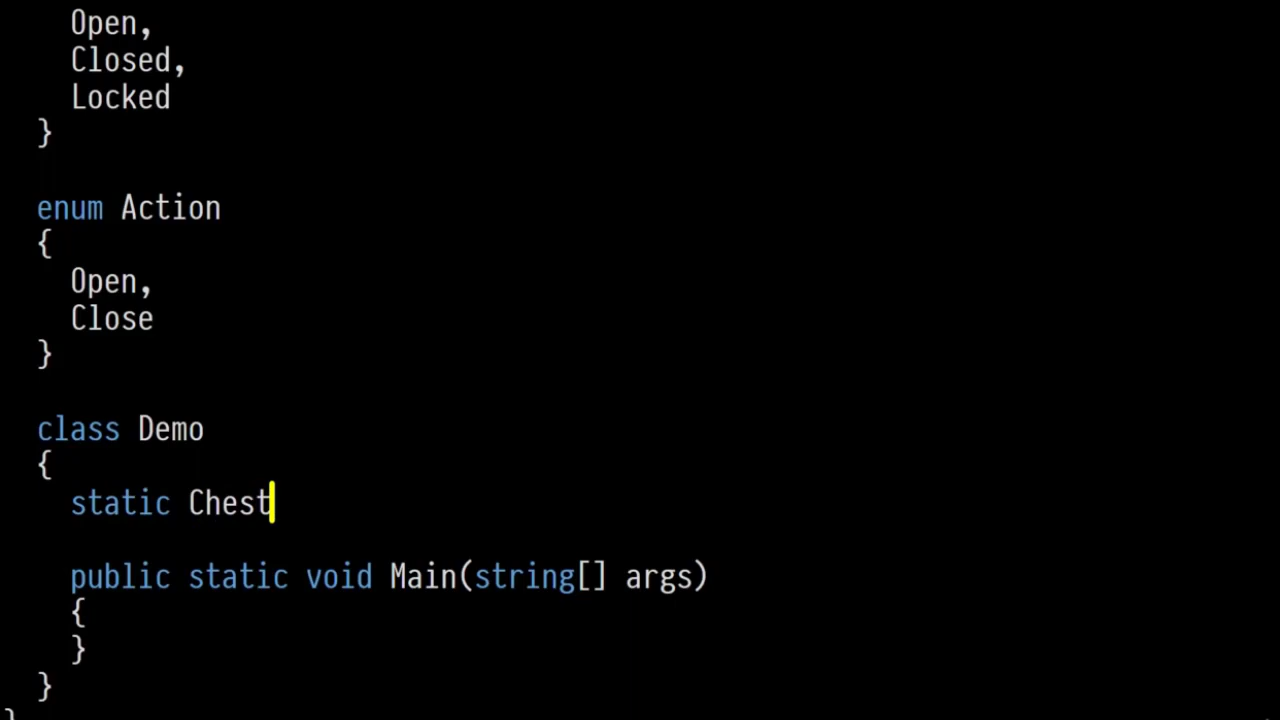 Open,
Closed,
Locked
}
enum Action
{
Open,
Close
}
class Demo
{
static Chest
public static void Main(string[] args)
{
}
}
}